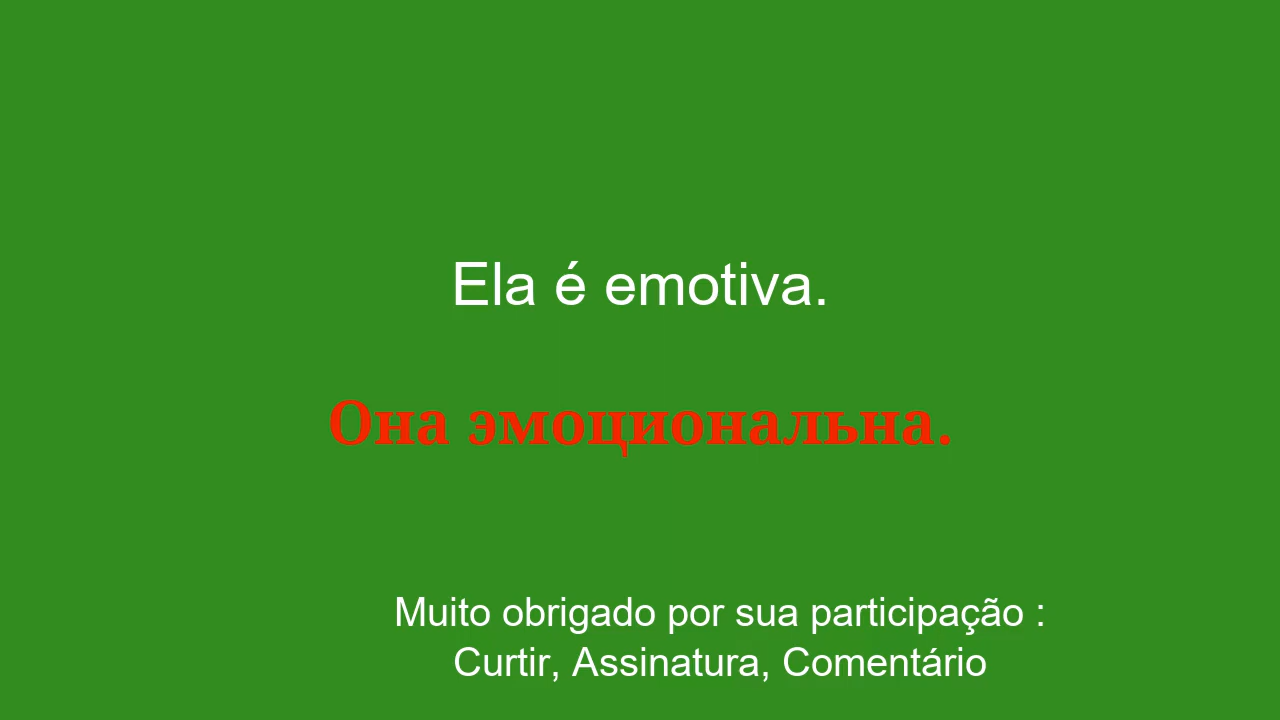 Ela é emotiva.
Она эмоциональна.
Muito obrigado por sua participação :
Curtir, Assinatura, Comentário